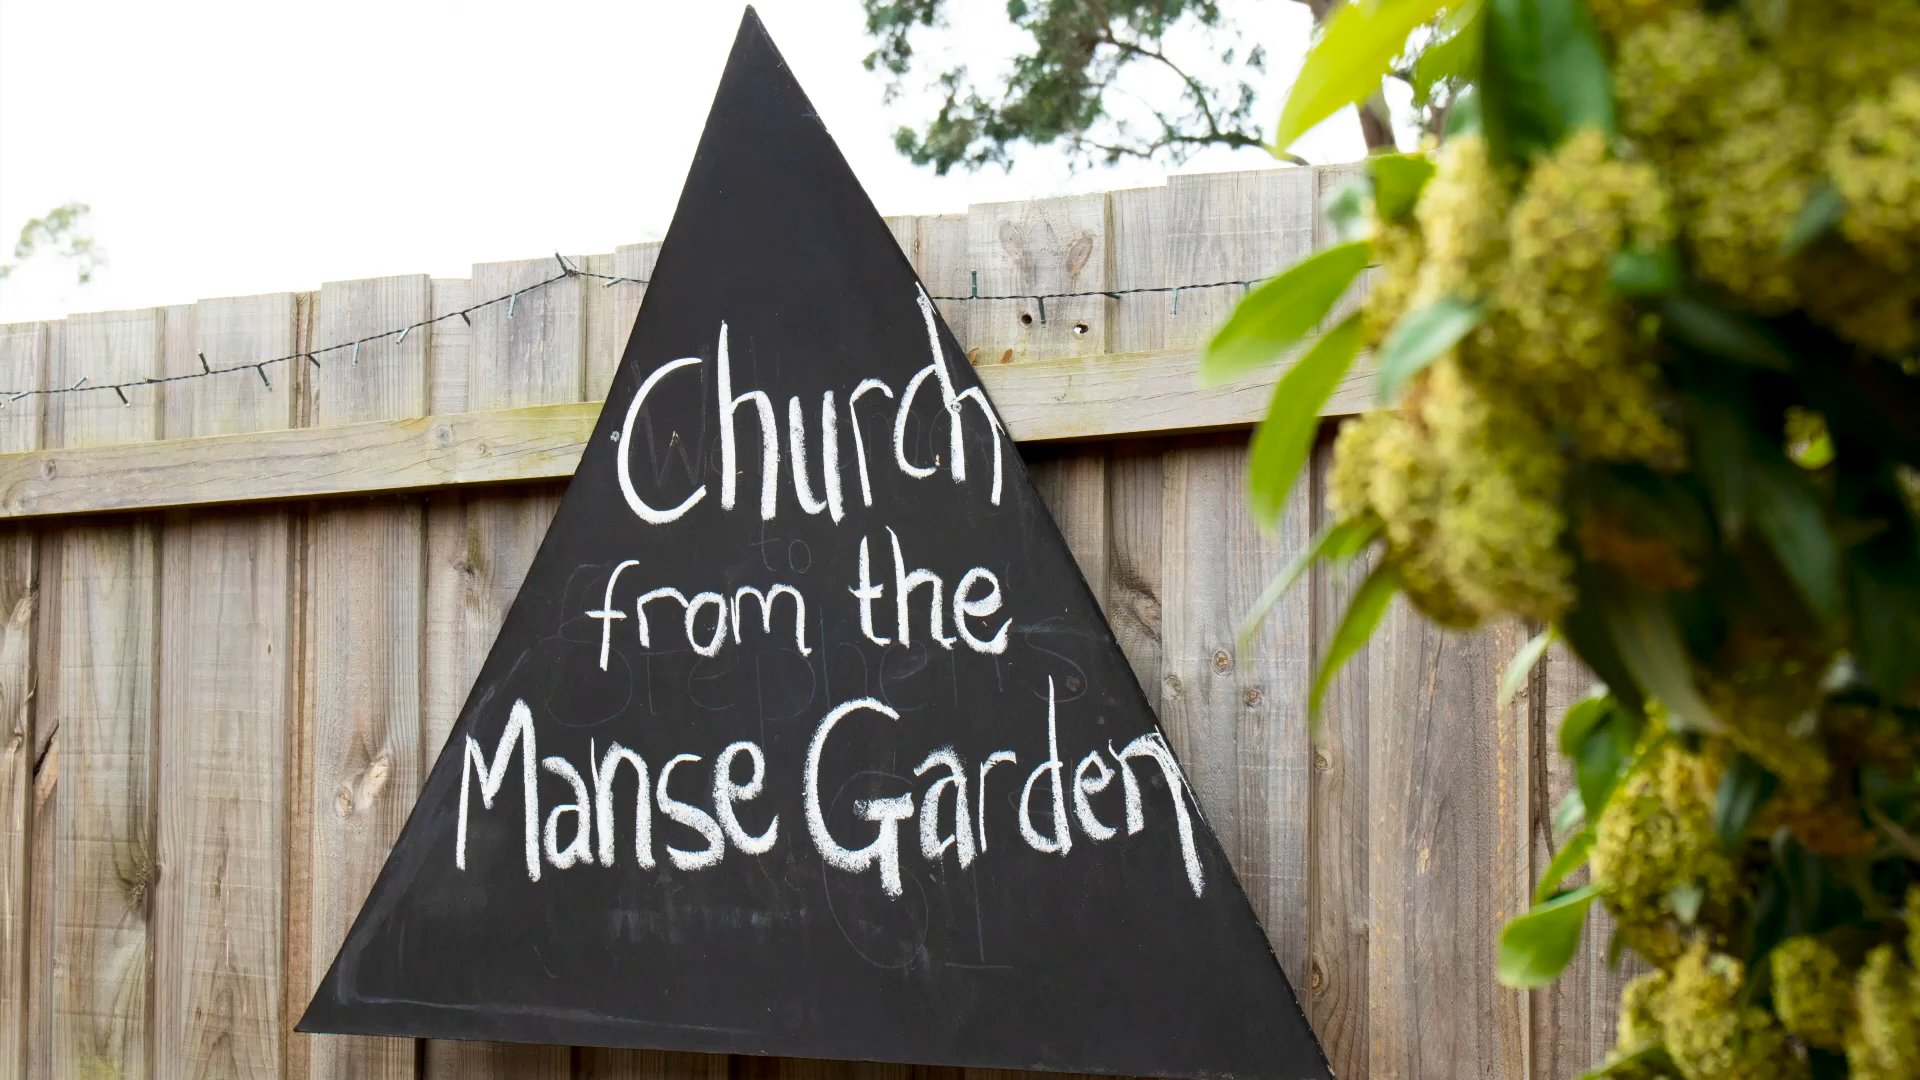 Church
from the
Manse Garden